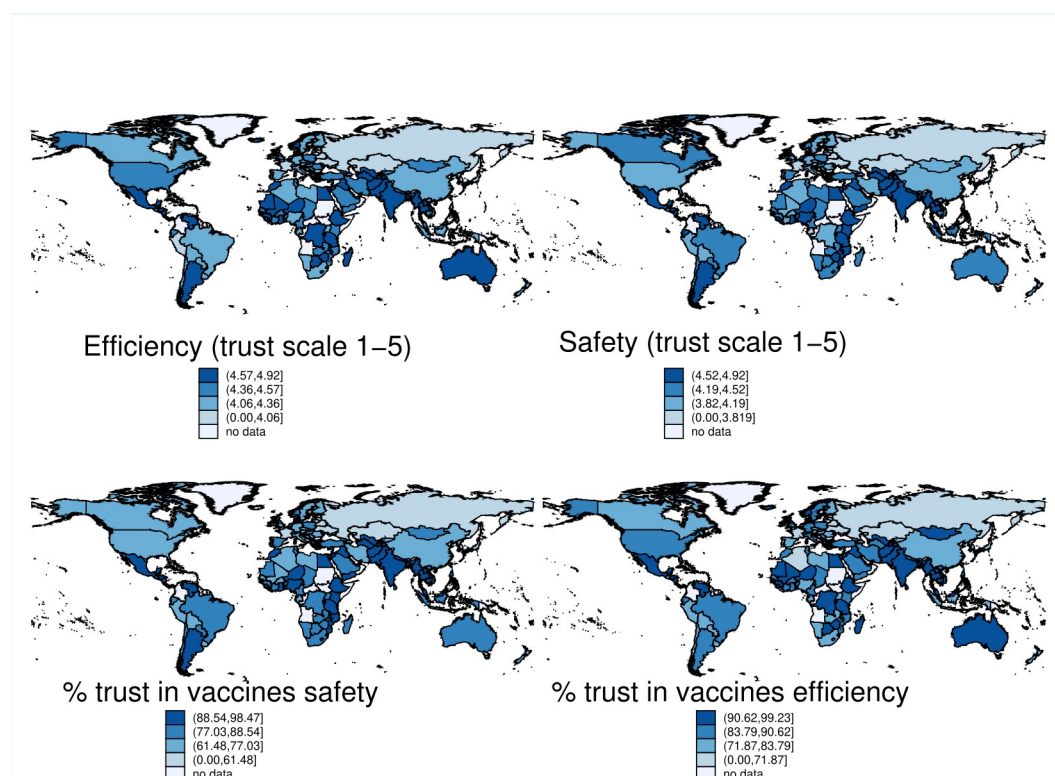 Efficiency (trust scale 1−5)
(4.57,4.92]
(4.36,4.57]
(4.06,4.36]
(0.00,4.06]
no data
Safety (trust scale 1−5)
(4.52,4.92]
(4.19,4.52]
(3.82,4.19]
(0.00,3.819]
no data
% trust in vaccines safety
(88.54,98.47]
(77.03,88.54]
(61.48,77.03]
(0.00,61.48]
no data
% trust in vaccines efficiency
(90.62,99.23]
(83.79,90.62]
(71.87,83.79]
(0.00,71.87]
no data